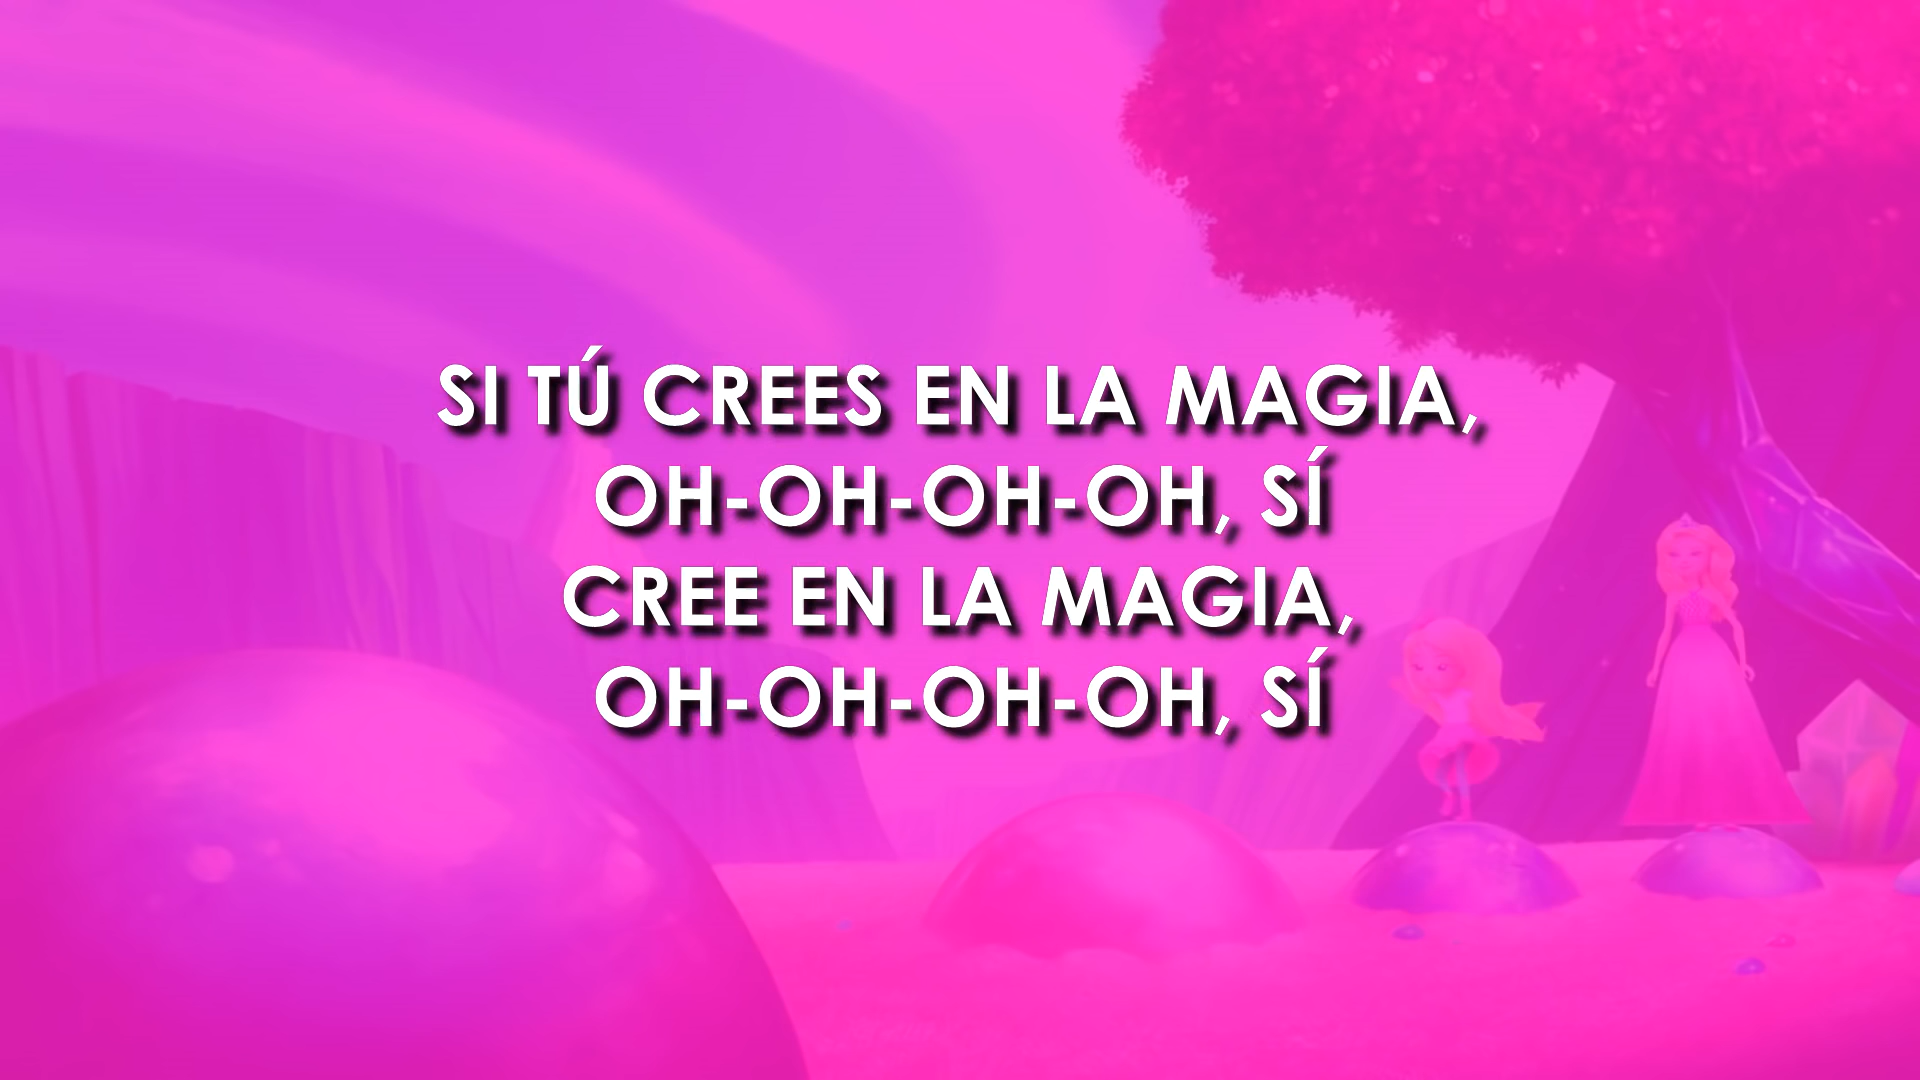 SI TÚ CREES EN LA MAGIA,
OH-OH-OH-OH, SÍ
CREE EN LA MAGIA,
OH-OH-OH-OH, SÍ